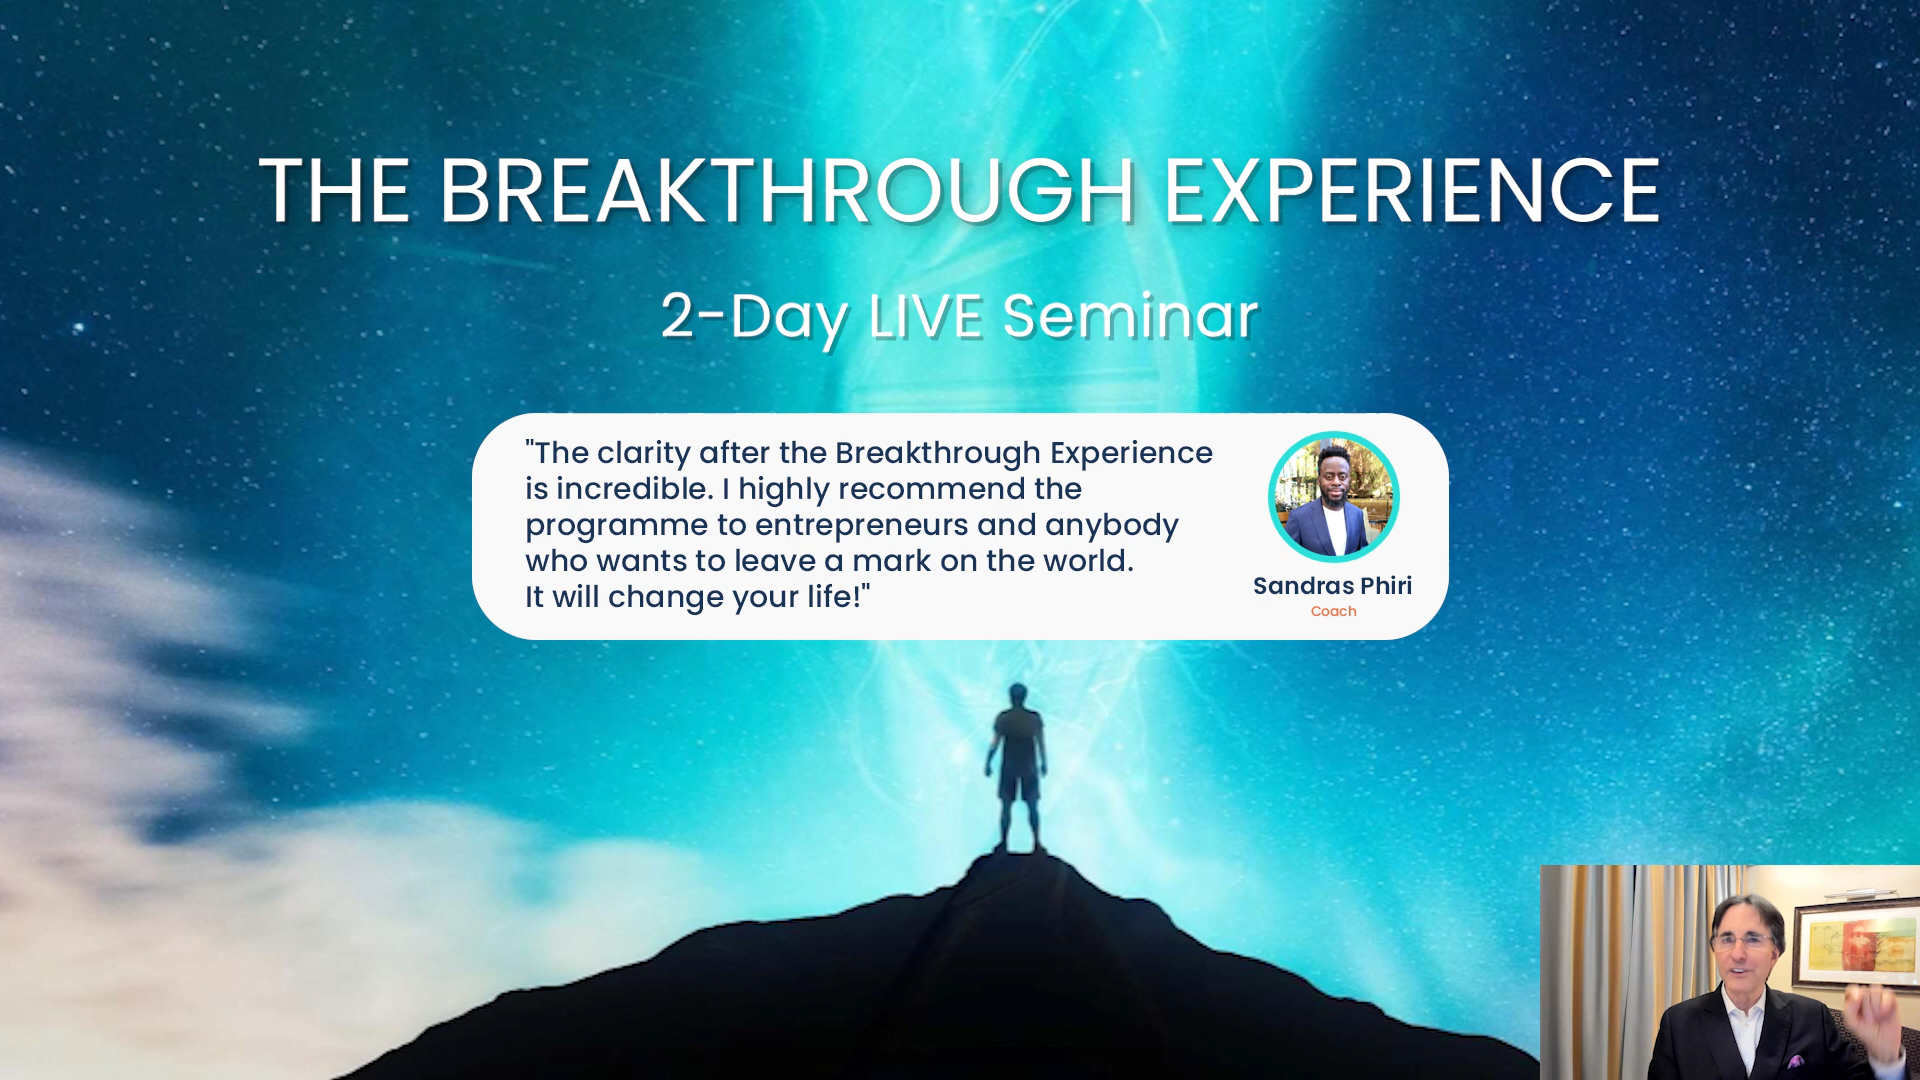 THE BREAKTHROUGH EXPERIENCE
2-Day LIVE Seminar
"The clarity after the Breakthrough Experience
is incredible. I highly recommend the
programme to entrepreneurs and anybody
who wants to leave a mark on the world.
It will change your life!"
Sandras Phiri
Coach